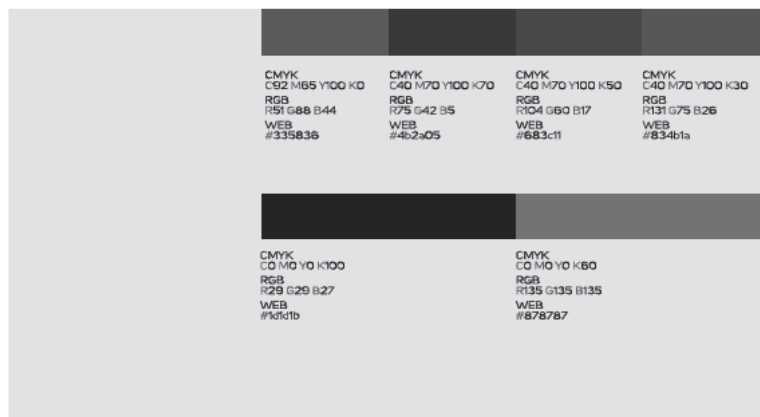 CMYK
C92 M65 Y100 K0
RGB
R51 G88 B44
WEB
#335836
CMYK
C40 M70 Y100 K70
RGB
R75 G42 B5
WEB
#4b2a05
CMYK
C40 M70 Y100 K50
RGB
R104 G60 B17
WEB
#683c11
CMYK
C40 M70 Y100 K30
RGB
R131 G75 B26
WEB
#834b1a
CMYK
C0 M0 Y0 K100
RGB
R29 G29 B27
WEB
#1d1d1b
CMYK
C0 M0 Y0 K60
RGB
R135 G135 B135
WEB
#878787